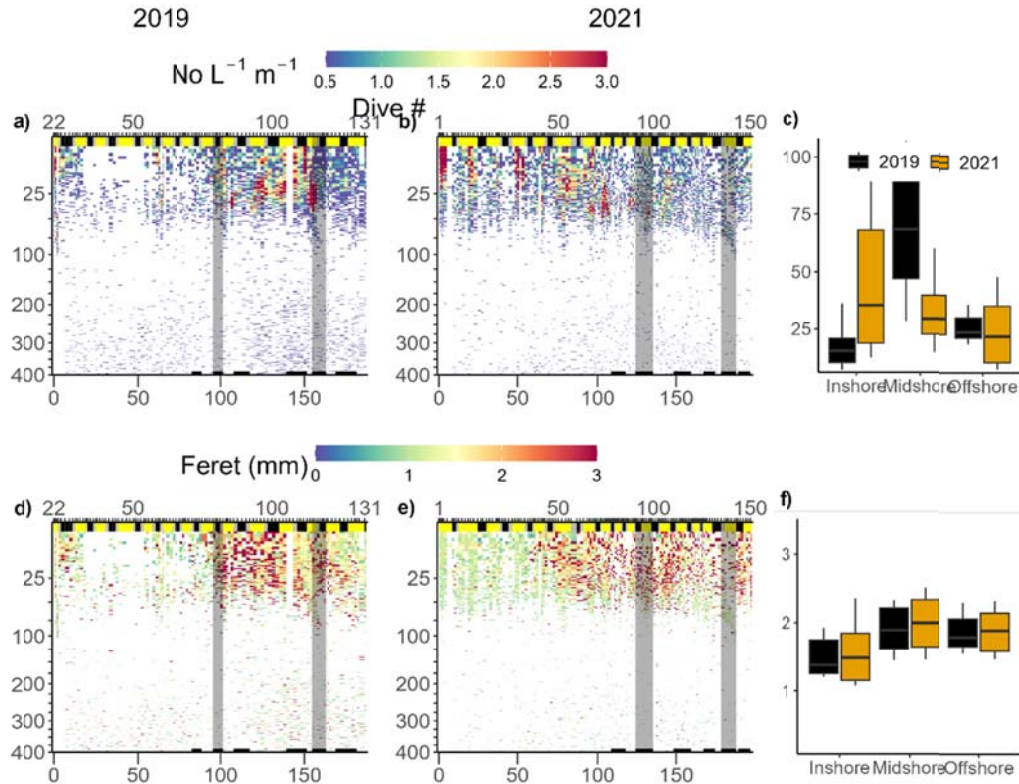 2019 2021
No L⁻¹ m⁻¹
0.5 1.0 1.5 2.0 2.5 3.0
Dive #
a) 22 50 100 131
b) 1 50 100 150
c)
25
100
200
300
400
0 50 100 150
25
100
200
300
400
0 50 100 150
2019 2021
100
75
50
25
Inshore Midshore Offshore
Feret (mm)
0 1 2 3
d) 22 50 100 131
e) 1 50 100 150
f)
25
100
200
300
400
0 50 100 150
25
100
200
300
400
0 50 100 150
3
2
1
Inshore Midshore Offshore